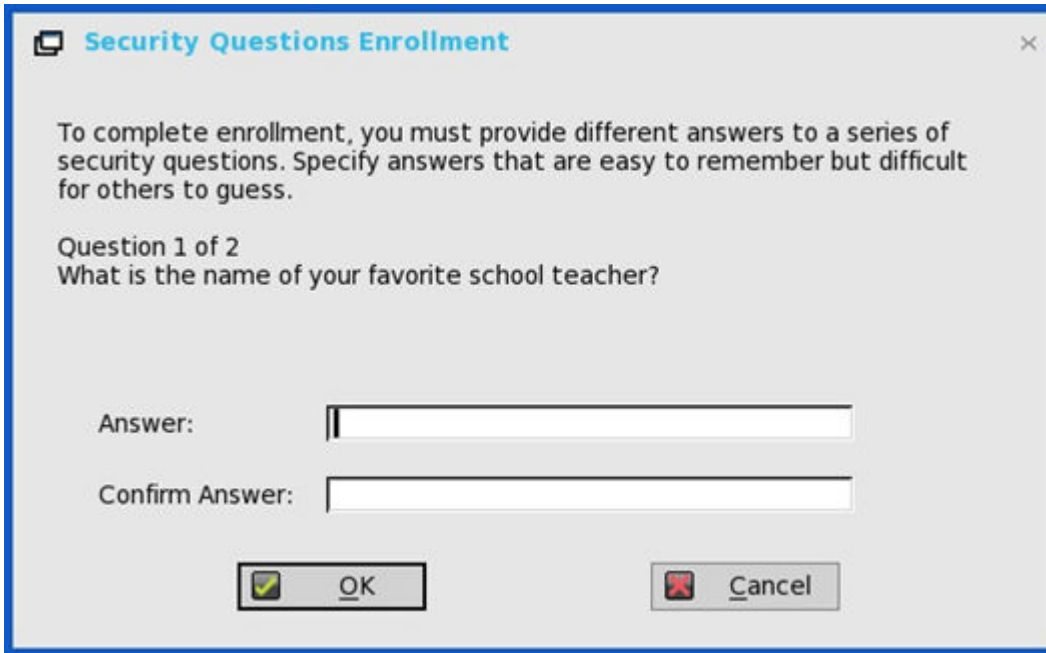 Security Questions Enrollment
To complete enrollment, you must provide different answers to a series of
security questions. Specify answers that are easy to remember but difficult
for others to guess.
Question 1 of 2
What is the name of your favorite school teacher?
Answer:
Confirm Answer:
OK
Cancel